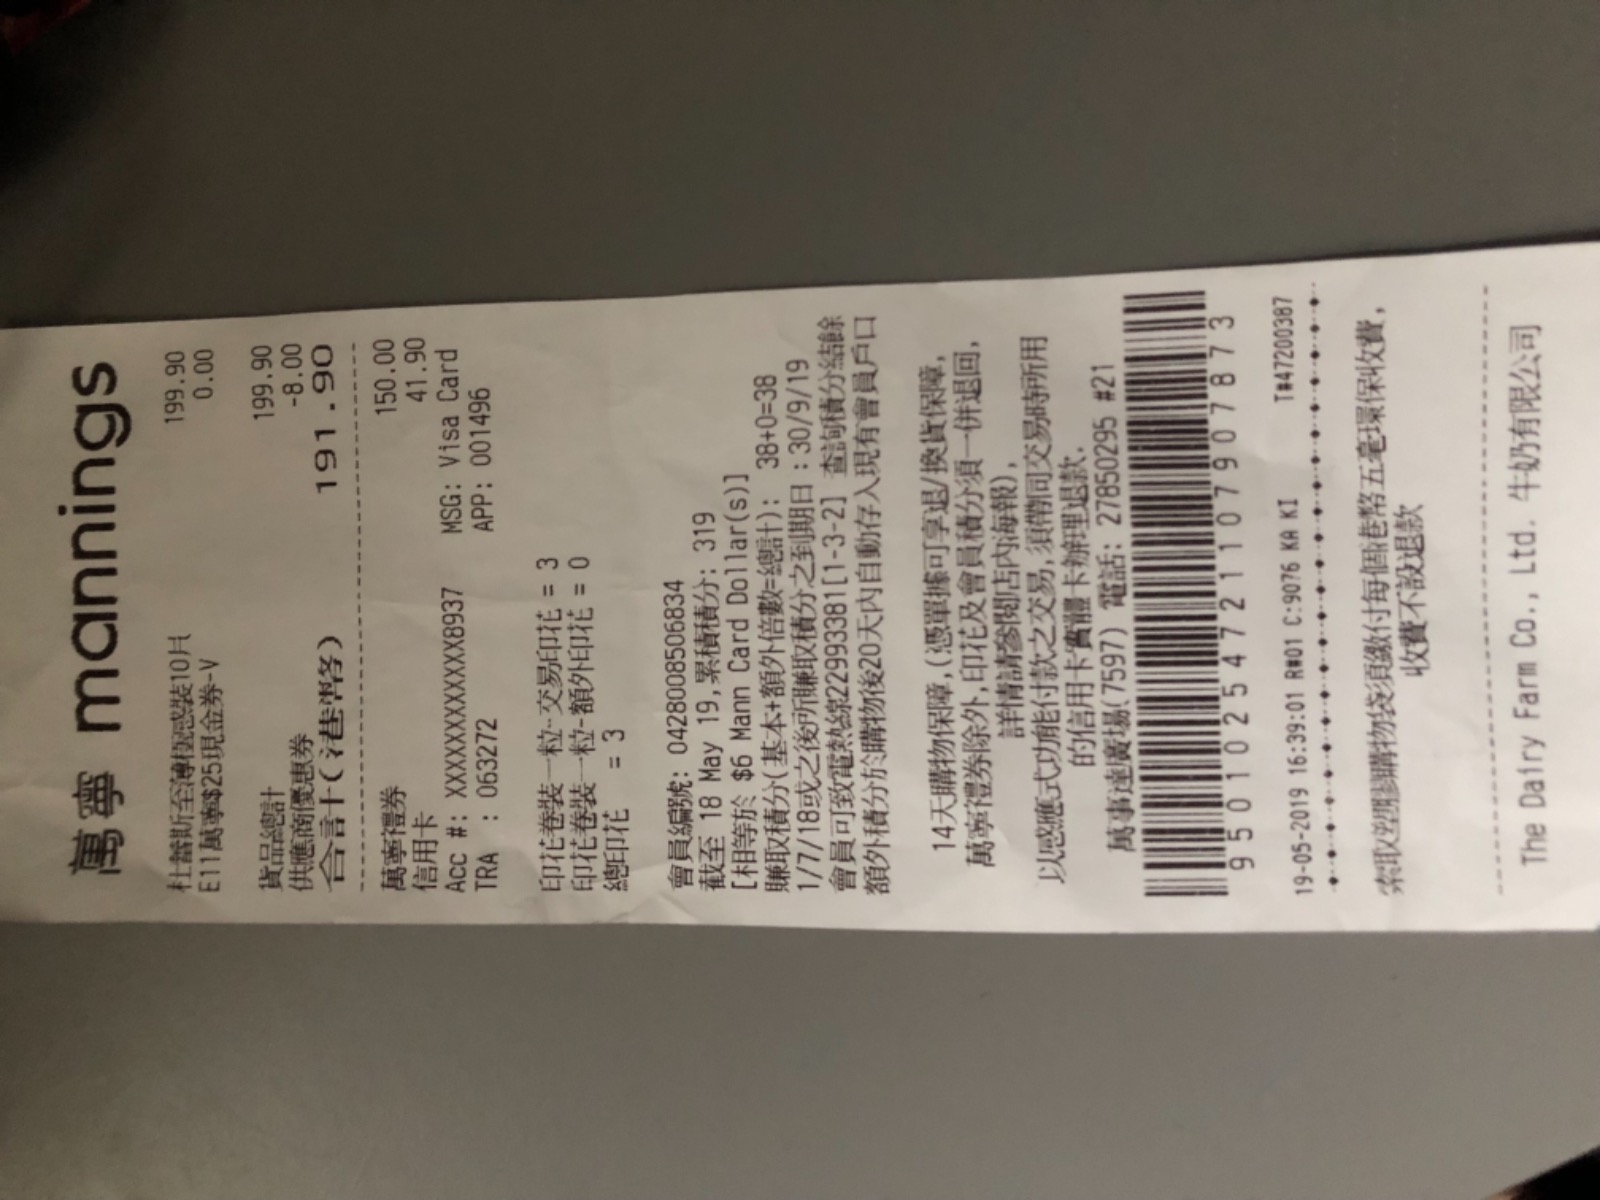 萬寧 mannings
杜蕾斯至薄極感裝10片 199.90
E11萬寧$25現金券-V 0.00
貨品總計 199.90
供應商優惠券 -8.00
合計(港幣) 191.90
萬寧禮券 150.00
信用卡 41.90
Acc #: XXXXXXXXXXXX8937 MSG: Visa Card
TRA : 063272 APP: 001496
印花卷裝一粒-交易印花 = 3
印花卷裝一粒-額外印花 = 0
總印花 = 3
會員編號: 0428008506834
截至 18 May 19,累積積分: 319
[相等於 $6 Mann Card Dollar(s)]
賺取積分(基本+額外倍數=總計): 38+0=38
1/7/18或之後所賺取積分之到期日:30/9/19
會員可致電熱線22993381[1-3-2] 查詢積分結餘
額外積分於購物後20天內自動存入現有會員戶口
14天購物保障,(憑單據可享退/換貨保障,
萬寧禮券除外,印花及會員積分須一併退回,
詳情請參閱店內海報),
以感應式功能付款之交易,須帶同交易時所用
的信用卡實體卡辦理退款.
萬事達廣場(7597) 電話: 27850295 #21
950102547211079 07873
19-05-2019 16:39:01 R#01 C:9076 KA KI T#47200387
索取塑膠購物袋須繳付每個港幣五毫環保收費,
收費不設退款
The Dairy Farm Co., Ltd. 牛奶有限公司